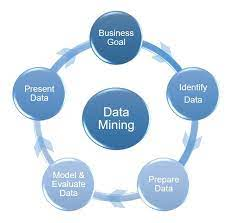 Business
Goal
Identify
Data
Prepare
Data
Model &
Evaluate
Data
Present
Data
Data
Mining